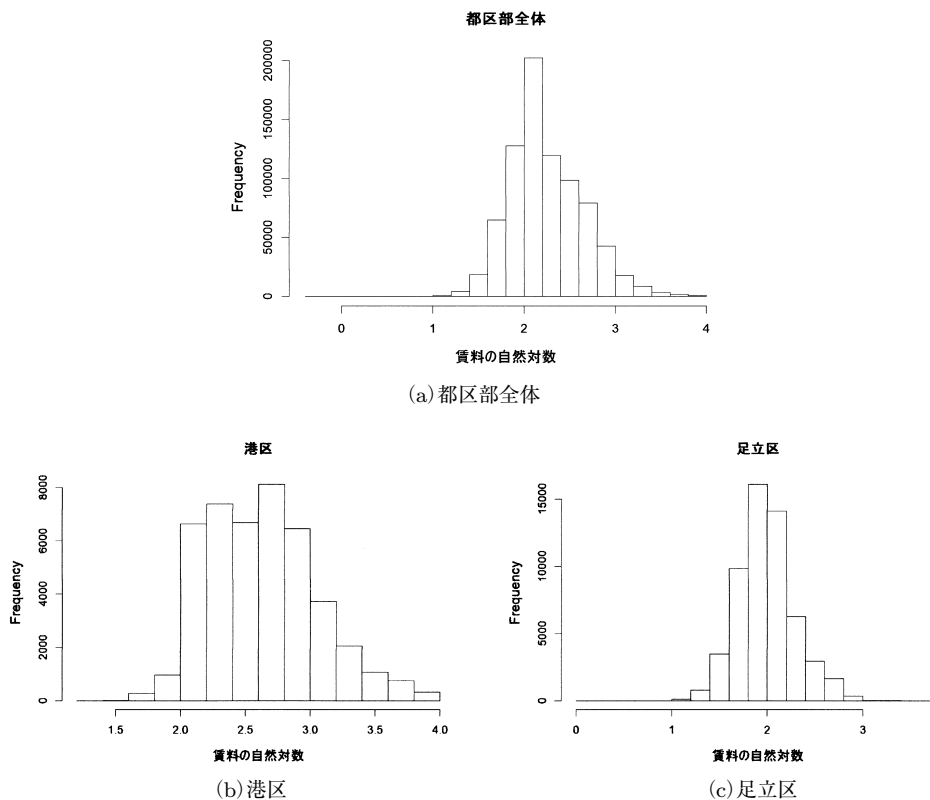 都区部全体
200000
150000
100000
50000
0
Frequency
0 1 2 3 4
賃料の自然対数
(a)都区部全体
港区
8000
6000
4000
2000
0
Frequency
1.5 2.0 2.5 3.0 3.5 4.0
賃料の自然対数
(b)港区
足立区
15000
10000
5000
0
Frequency
0 1 2 3
賃料の自然対数
(c)足立区